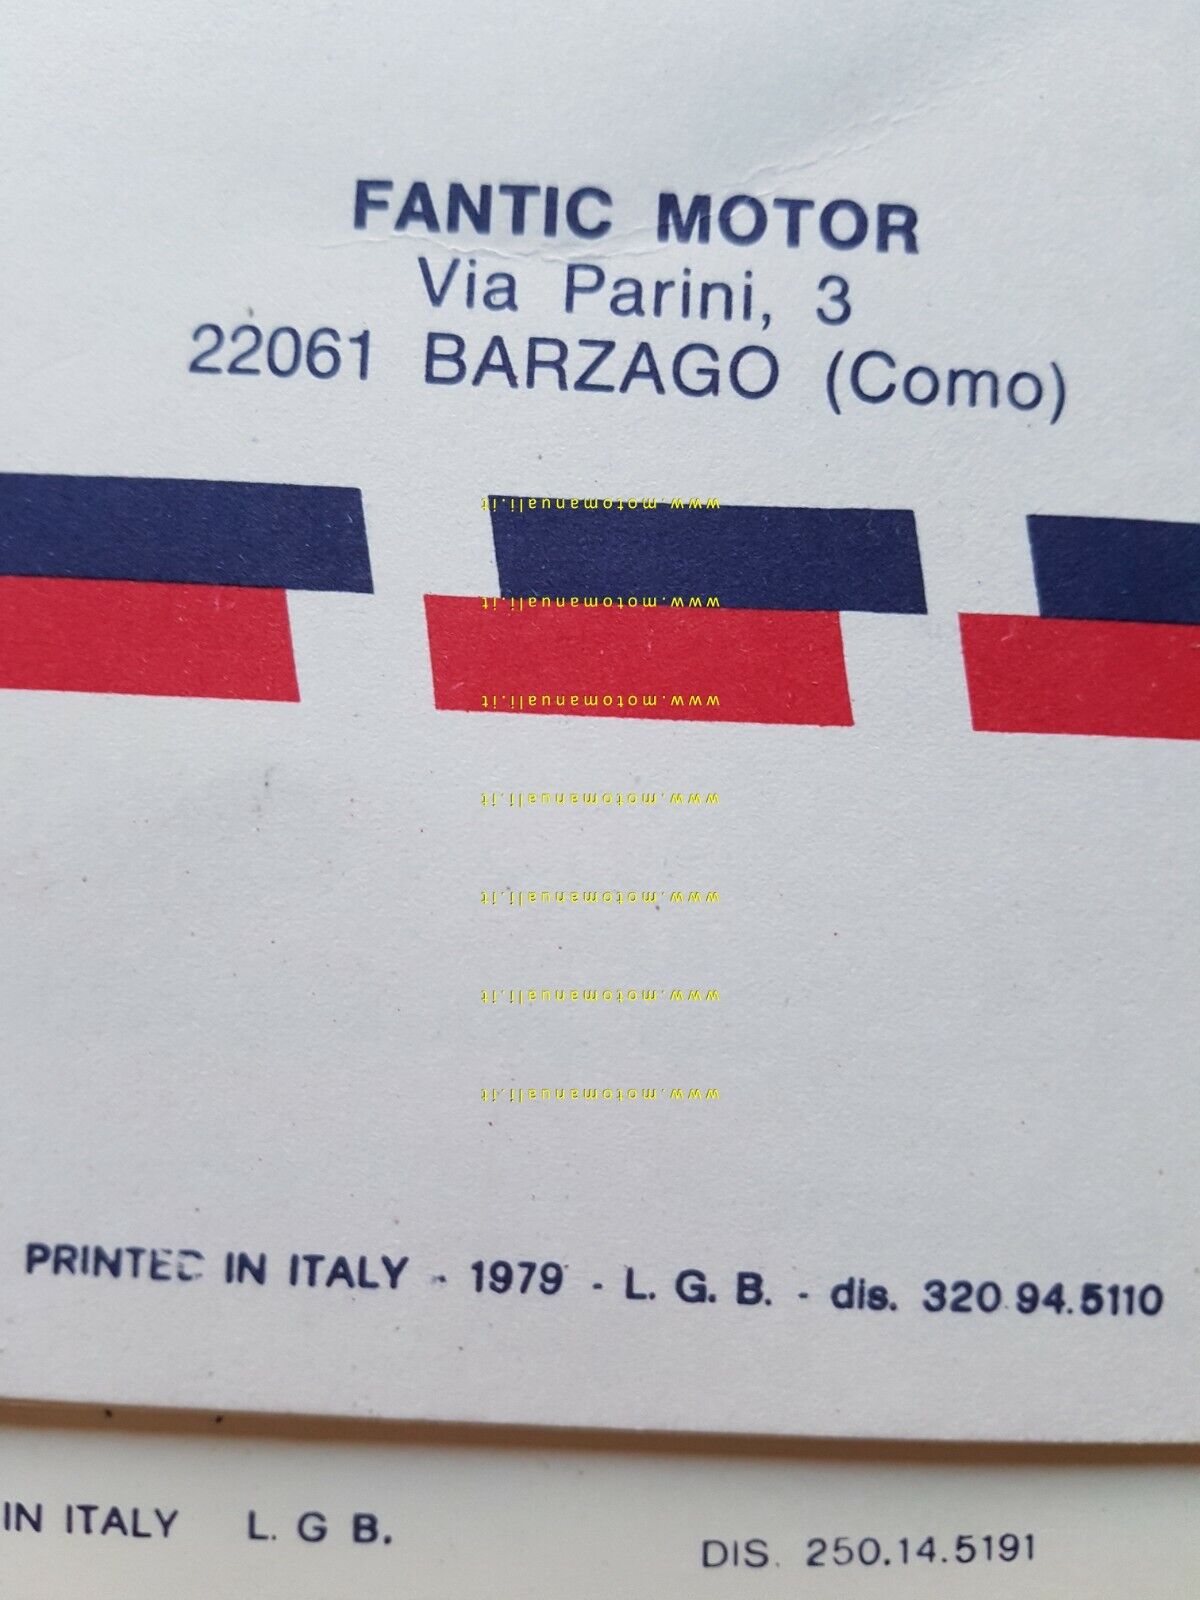 FANTIC MOTOR
Via Parini, 3
22061 BARZAGO (Como)
www.motomanuali.it
www.motomanuali.it
www.motomanuali.it
www.motomanuali.it
www.motomanuali.it
www.motomanuali.it
www.motomanuali.it
PRINTED IN ITALY - 1979 - L. G. B. - dis. 320.94.5110
IN ITALY L. G B.
DIS. 250.14.5191